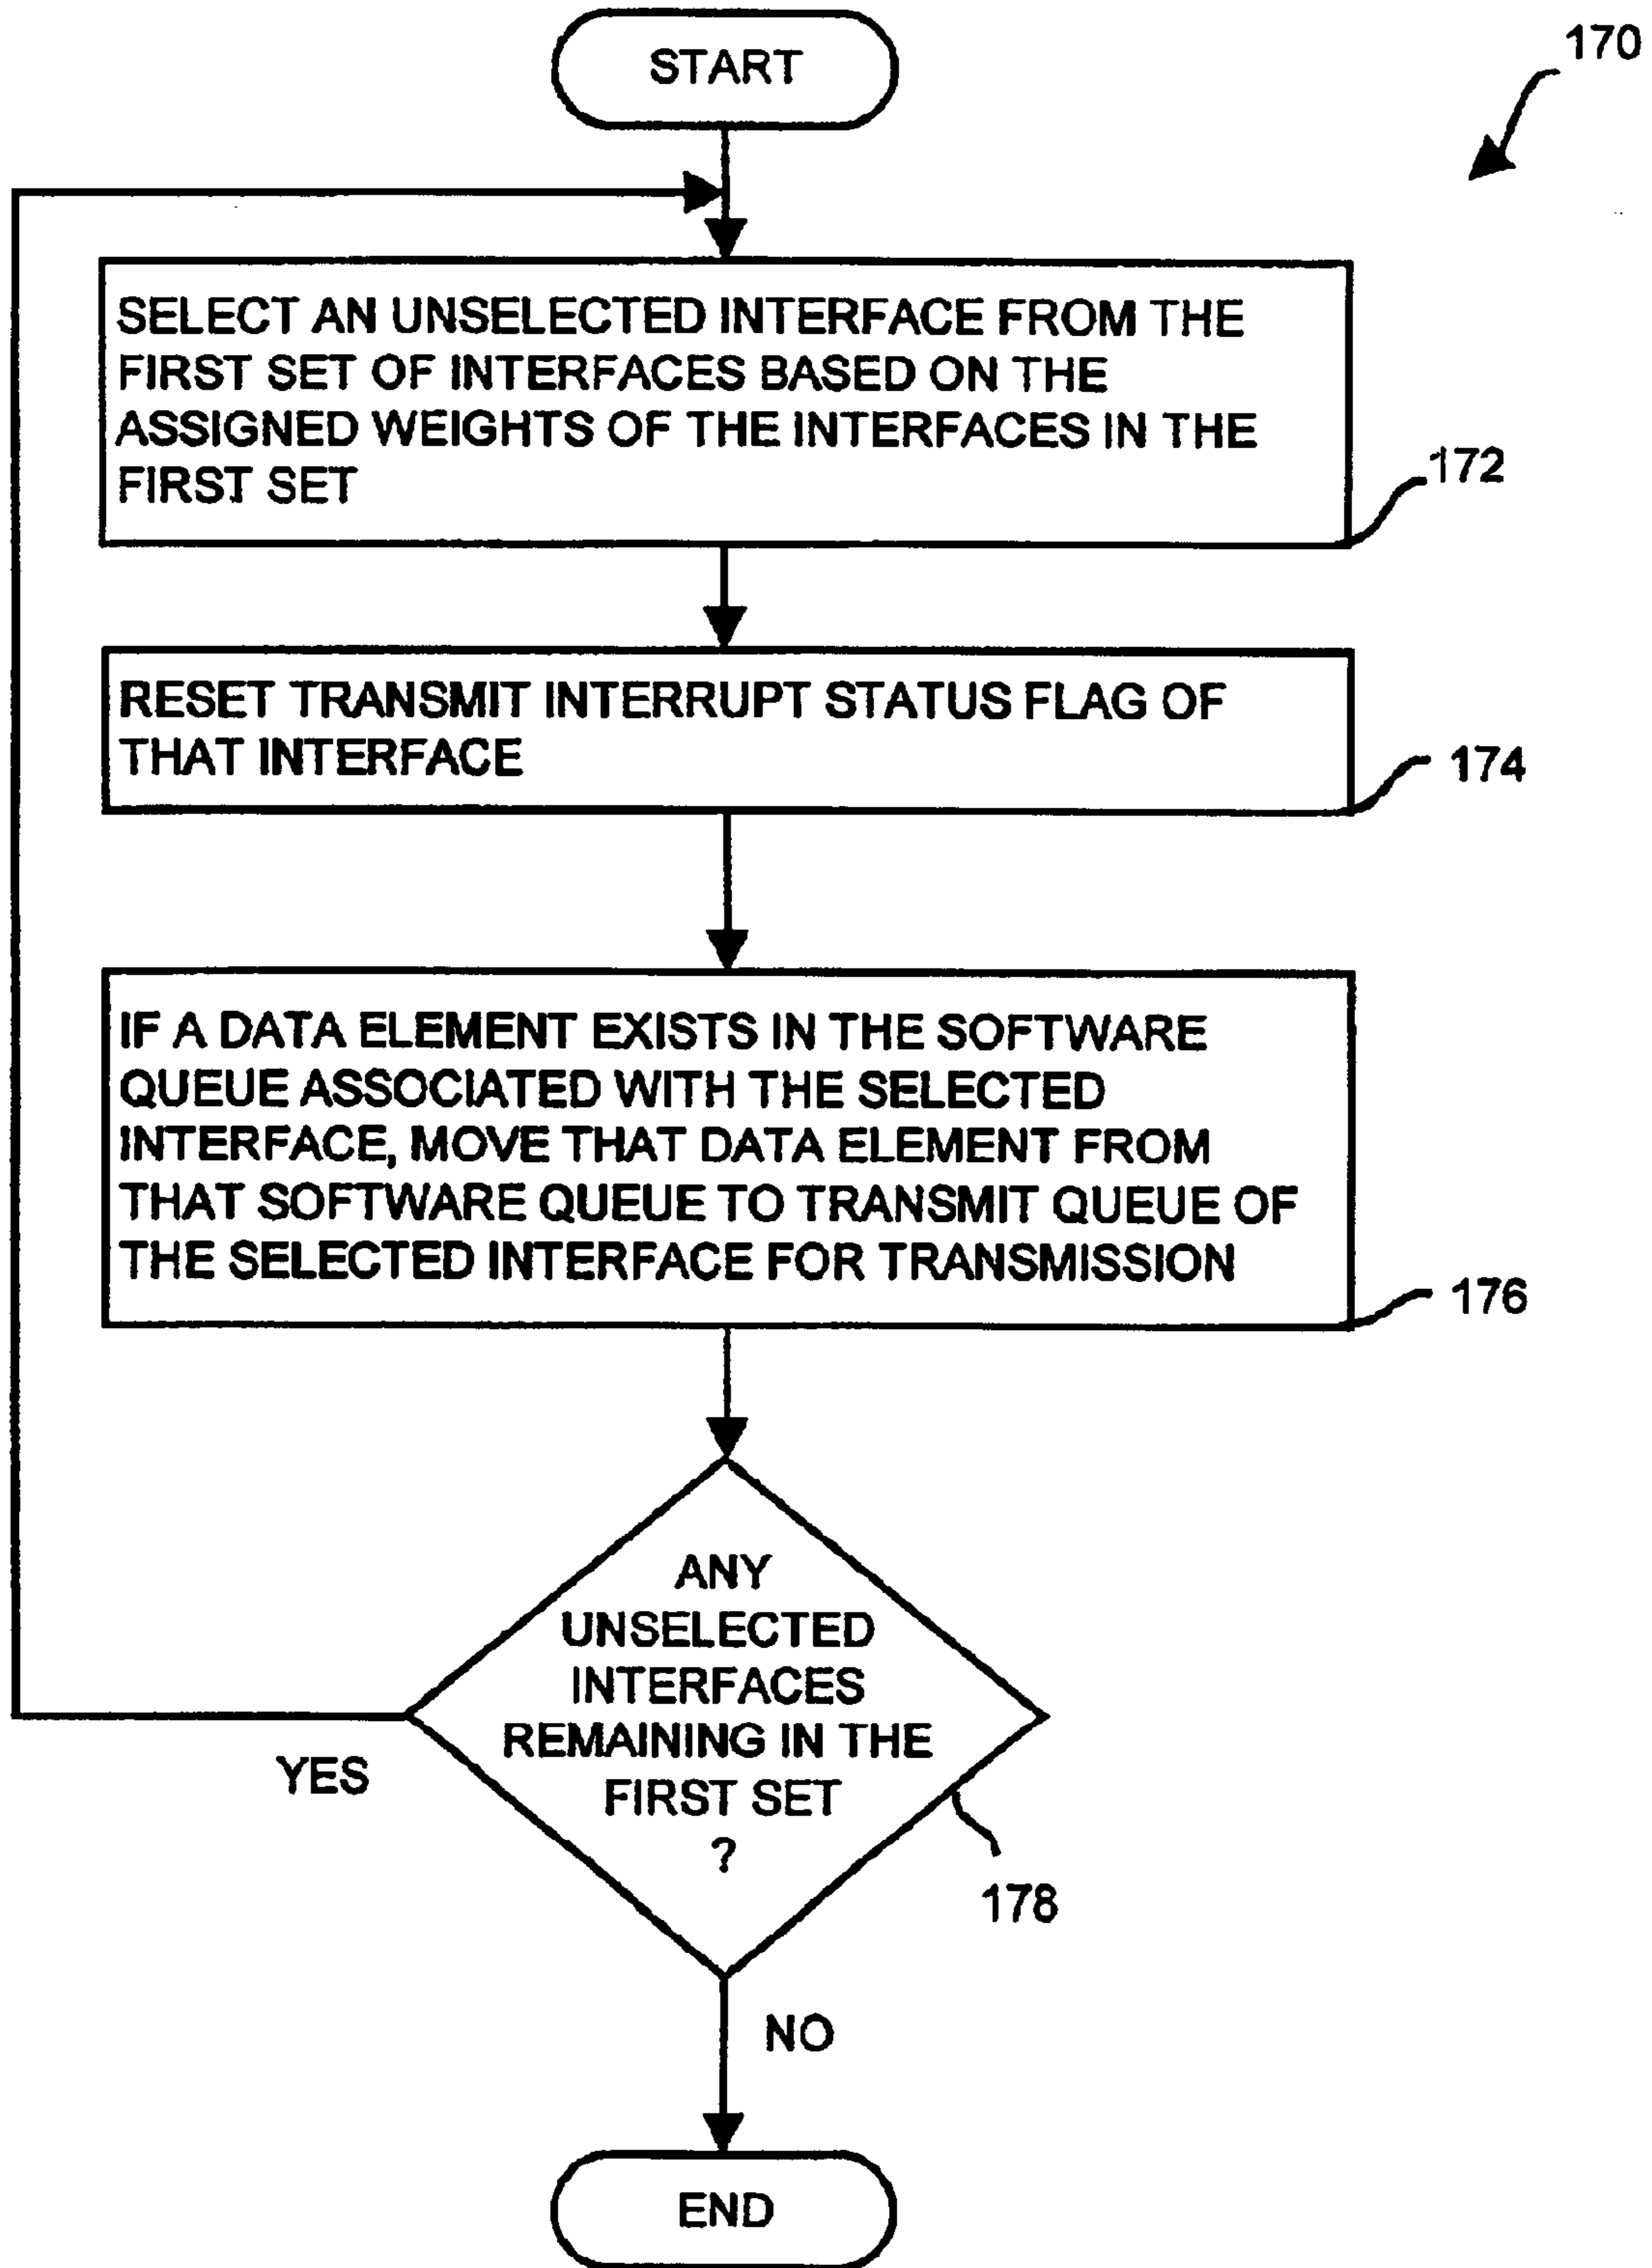 START
170
SELECT AN UNSELECTED INTERFACE FROM THE
FIRST SET OF INTERFACES BASED ON THE
ASSIGNED WEIGHTS OF THE INTERFACES IN THE
FIRST SET
172
RESET TRANSMIT INTERRUPT STATUS FLAG OF
THAT INTERFACE
174
IF A DATA ELEMENT EXISTS IN THE SOFTWARE
QUEUE ASSOCIATED WITH THE SELECTED
INTERFACE, MOVE THAT DATA ELEMENT FROM
THAT SOFTWARE QUEUE TO TRANSMIT QUEUE OF
THE SELECTED INTERFACE FOR TRANSMISSION
176
ANY
UNSELECTED
INTERFACES
REMAINING IN THE
FIRST SET
?
YES
178
NO
END